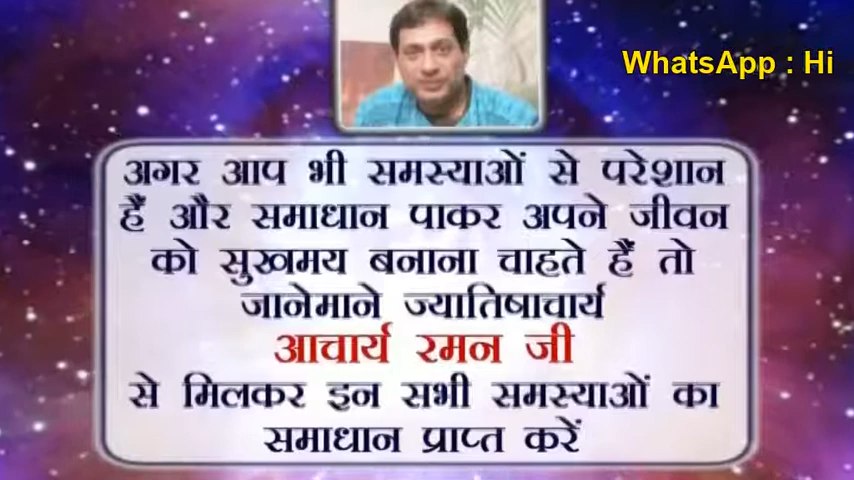 WhatsApp : Hi
अगर आप भी समस्याओं से परेशान
हैं और समाधान पाकर अपने जीवन
को सुखमय बनाना चाहते हैं तो
जानेमाने ज्यातिषाचार्य
आचार्य रमन जी
से मिलकर इन सभी समस्याओं का
समाधान प्राप्त करें